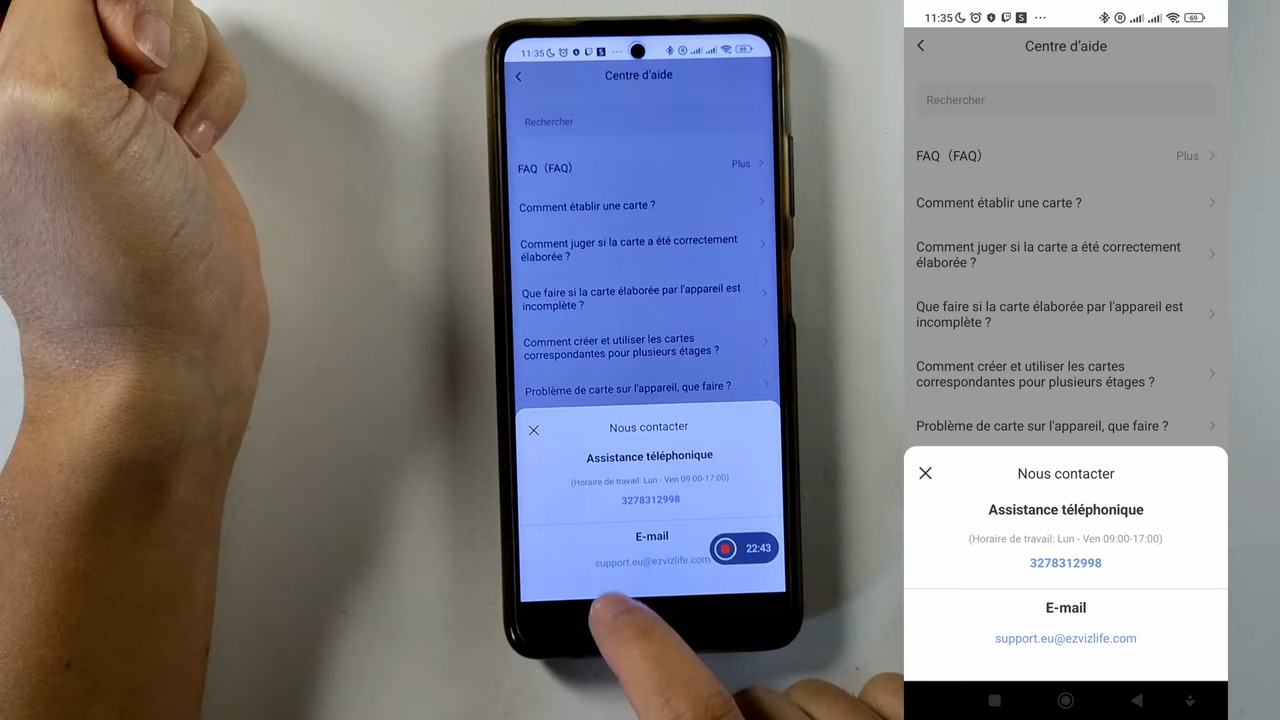 11:35
69
Centre d'aide
Rechercher
FAQ (FAQ)
Plus
Comment établir une carte ?
Comment juger si la carte a été correctement
élaborée ?
Que faire si la carte élaborée par l'appareil est
incomplète ?
Comment créer et utiliser les cartes
correspondantes pour plusieurs étages ?
Problème de carte sur l'appareil, que faire ?
Nous contacter
Assistance téléphonique
(Horaire de travail: Lun - Ven 09:00-17:00)
3278312998
E-mail
22:43
support.eu@ezvizlife.com
11:35
69
Centre d'aide
Rechercher
FAQ (FAQ)
Plus
Comment établir une carte ?
Comment juger si la carte a été correctement
élaborée ?
Que faire si la carte élaborée par l'appareil est
incomplète ?
Comment créer et utiliser les cartes
correspondantes pour plusieurs étages ?
Problème de carte sur l'appareil, que faire ?
Nous contacter
Assistance téléphonique
(Horaire de travail: Lun - Ven 09:00-17:00)
3278312998
E-mail
support.eu@ezvizlife.com